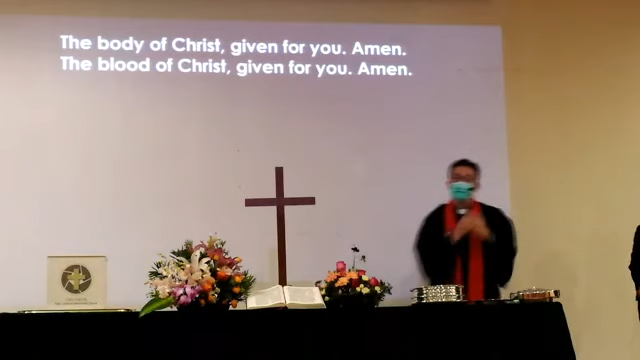 The body of Christ, given for you. Amen.
The blood of Christ, given for you. Amen.